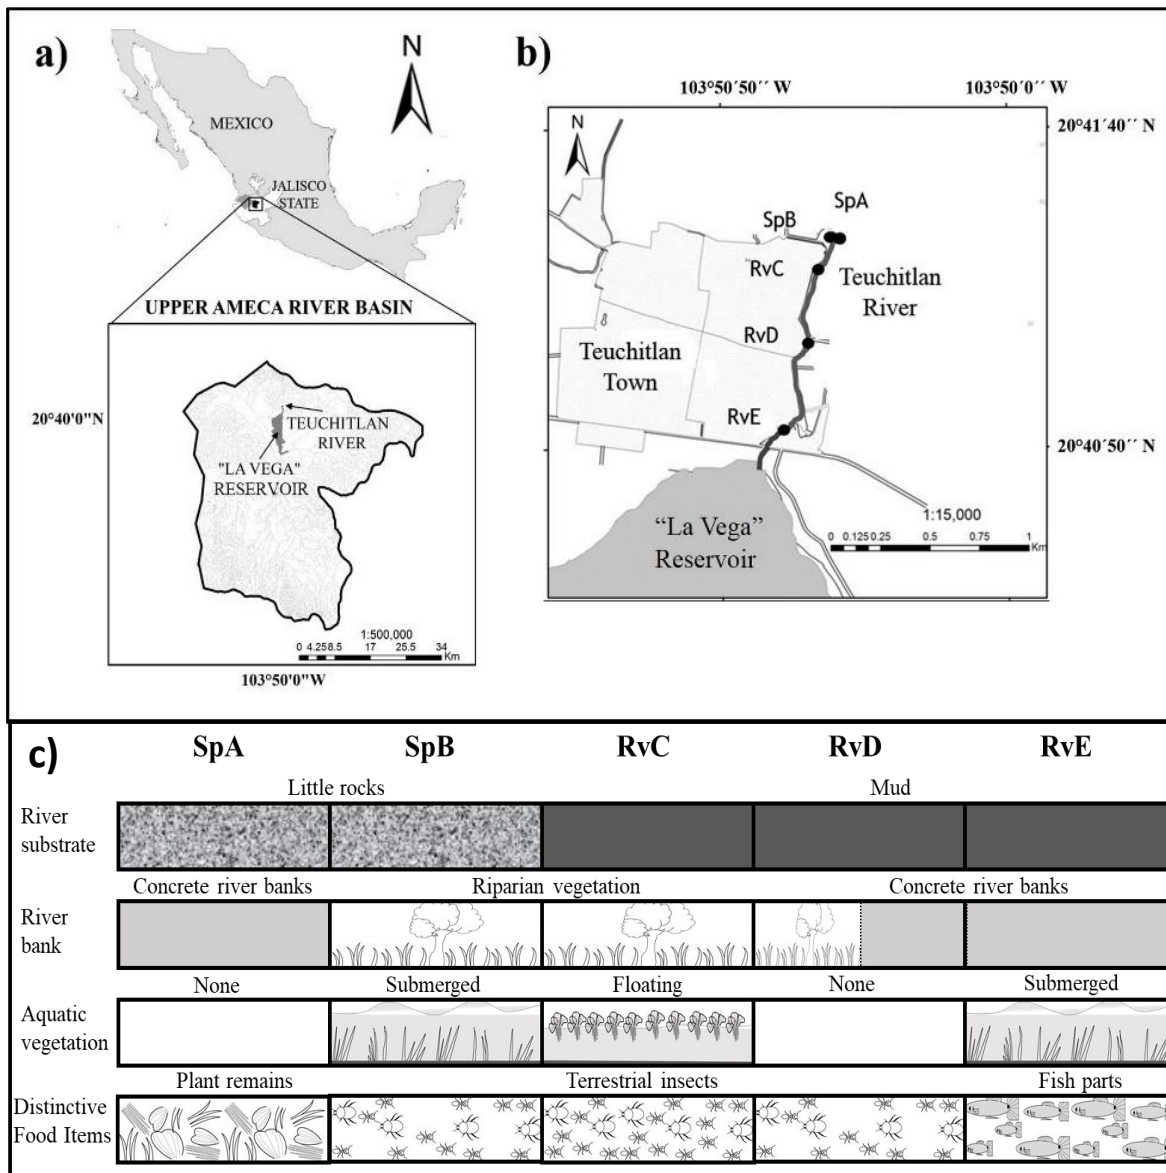 a)
N
MEXICO
JALISCO
STATE
UPPER AMECA RIVER BASIN
20°40'0"N
TEUCHITLAN
RIVER
"LA VEGA"
RESERVOIR
1:500,000
0 4.25 8.5 17 25.5 34
Km
103°50'0"W
b)
103°50'50´´ W
103°50'0´´ W
N
20°41'40´´ N
SpA
SpB
RvC
Teuchitlan
River
RvD
Teuchitlan
Town
RvE
20°40'50´´ N
1:15,000
0 0.125 0.25 0.5 0.75 1
Km
“La Vega”
Reservoir
c)
SpA SpB RvC RvD RvE
Little rocks Mud
River
substrate
Concrete river banks Riparian vegetation Concrete river banks
River
bank
None Submerged Floating None Submerged
Aquatic
vegetation
Plant remains Terrestrial insects Fish parts
Distinctive
Food Items